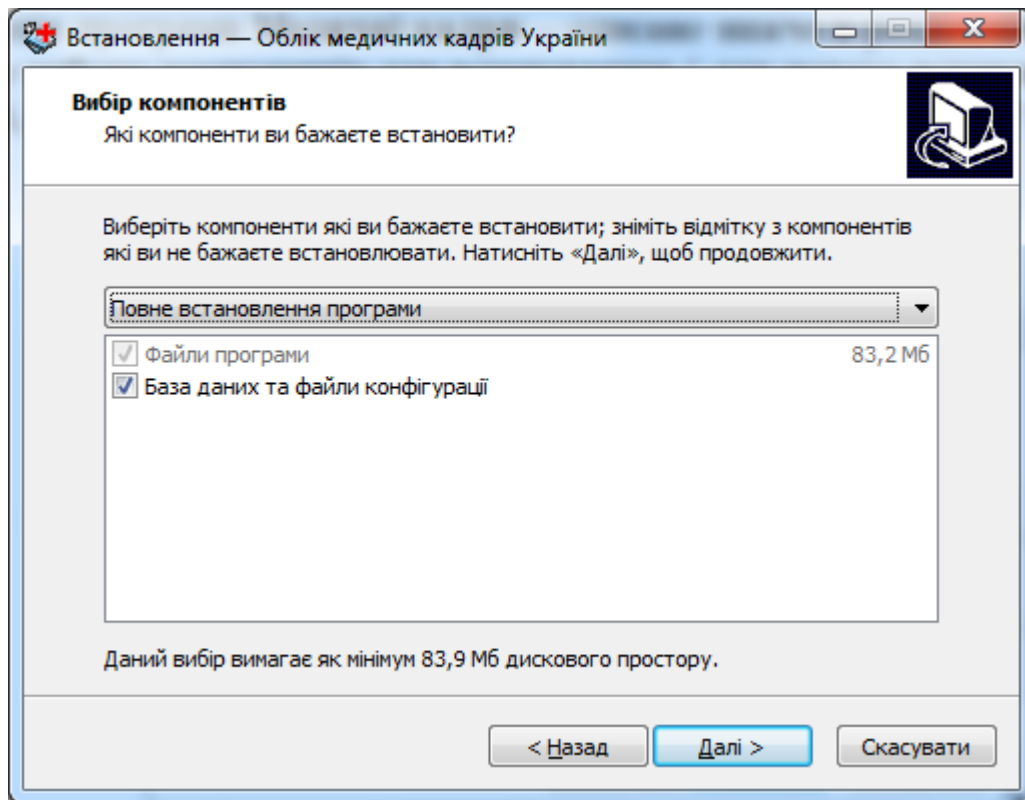 Встановлення — Облік медичних кадрів України
Вибір компонентів
Які компоненти ви бажаєте встановити?
Виберіть компоненти які ви бажаєте встановити; зніміть відмітку з компонентів
які ви не бажаєте встановлювати. Натисніть «Далі», щоб продовжити.
Повне встановлення програми
Файли програми 83,2 Мб
База даних та файли конфігурації
Даний вибір вимагає як мінімум 83,9 Мб дискового простору.
< Назад Далі > Скасувати